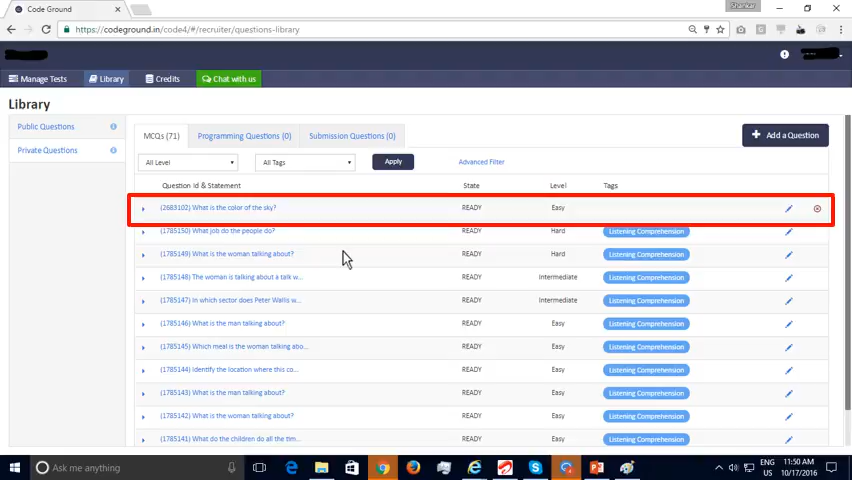 Code Ground
Shankar
codeground.in/code4/#/recruiter/questions-library
Manage Tests Library Credits Chat with us
Library
Public Questions
Private Questions
MCQs (71) Programming Questions (0) Submission Questions (0)
+ Add a Question
All Level All Tags Apply Advanced Filter
Question Id & Statement State Level Tags
(2683102) What is the color of the sky? READY Easy
(1785150) What job do the people do? READY Hard Listening Comprehension
(1785149) What is the woman talking about? READY Hard Listening Comprehension
(1785148) The woman is talking about a talk w... READY Intermediate Listening Comprehension
(1785147) In which sector does Peter Wallis w... READY Intermediate Listening Comprehension
(1785146) What is the man talking about? READY Easy Listening Comprehension
(1785145) Which meal is the woman talking abo... READY Easy Listening Comprehension
(1785144) Identify the location where this co... READY Easy Listening Comprehension
(1785143) What is the man talking about? READY Easy Listening Comprehension
(1785142) What is the woman talking about? READY Easy Listening Comprehension
(1785141) What do the children do all the tim... READY Easy Listening Comprehension
Ask me anything
ENG 11:50 AM
US 10/17/2016